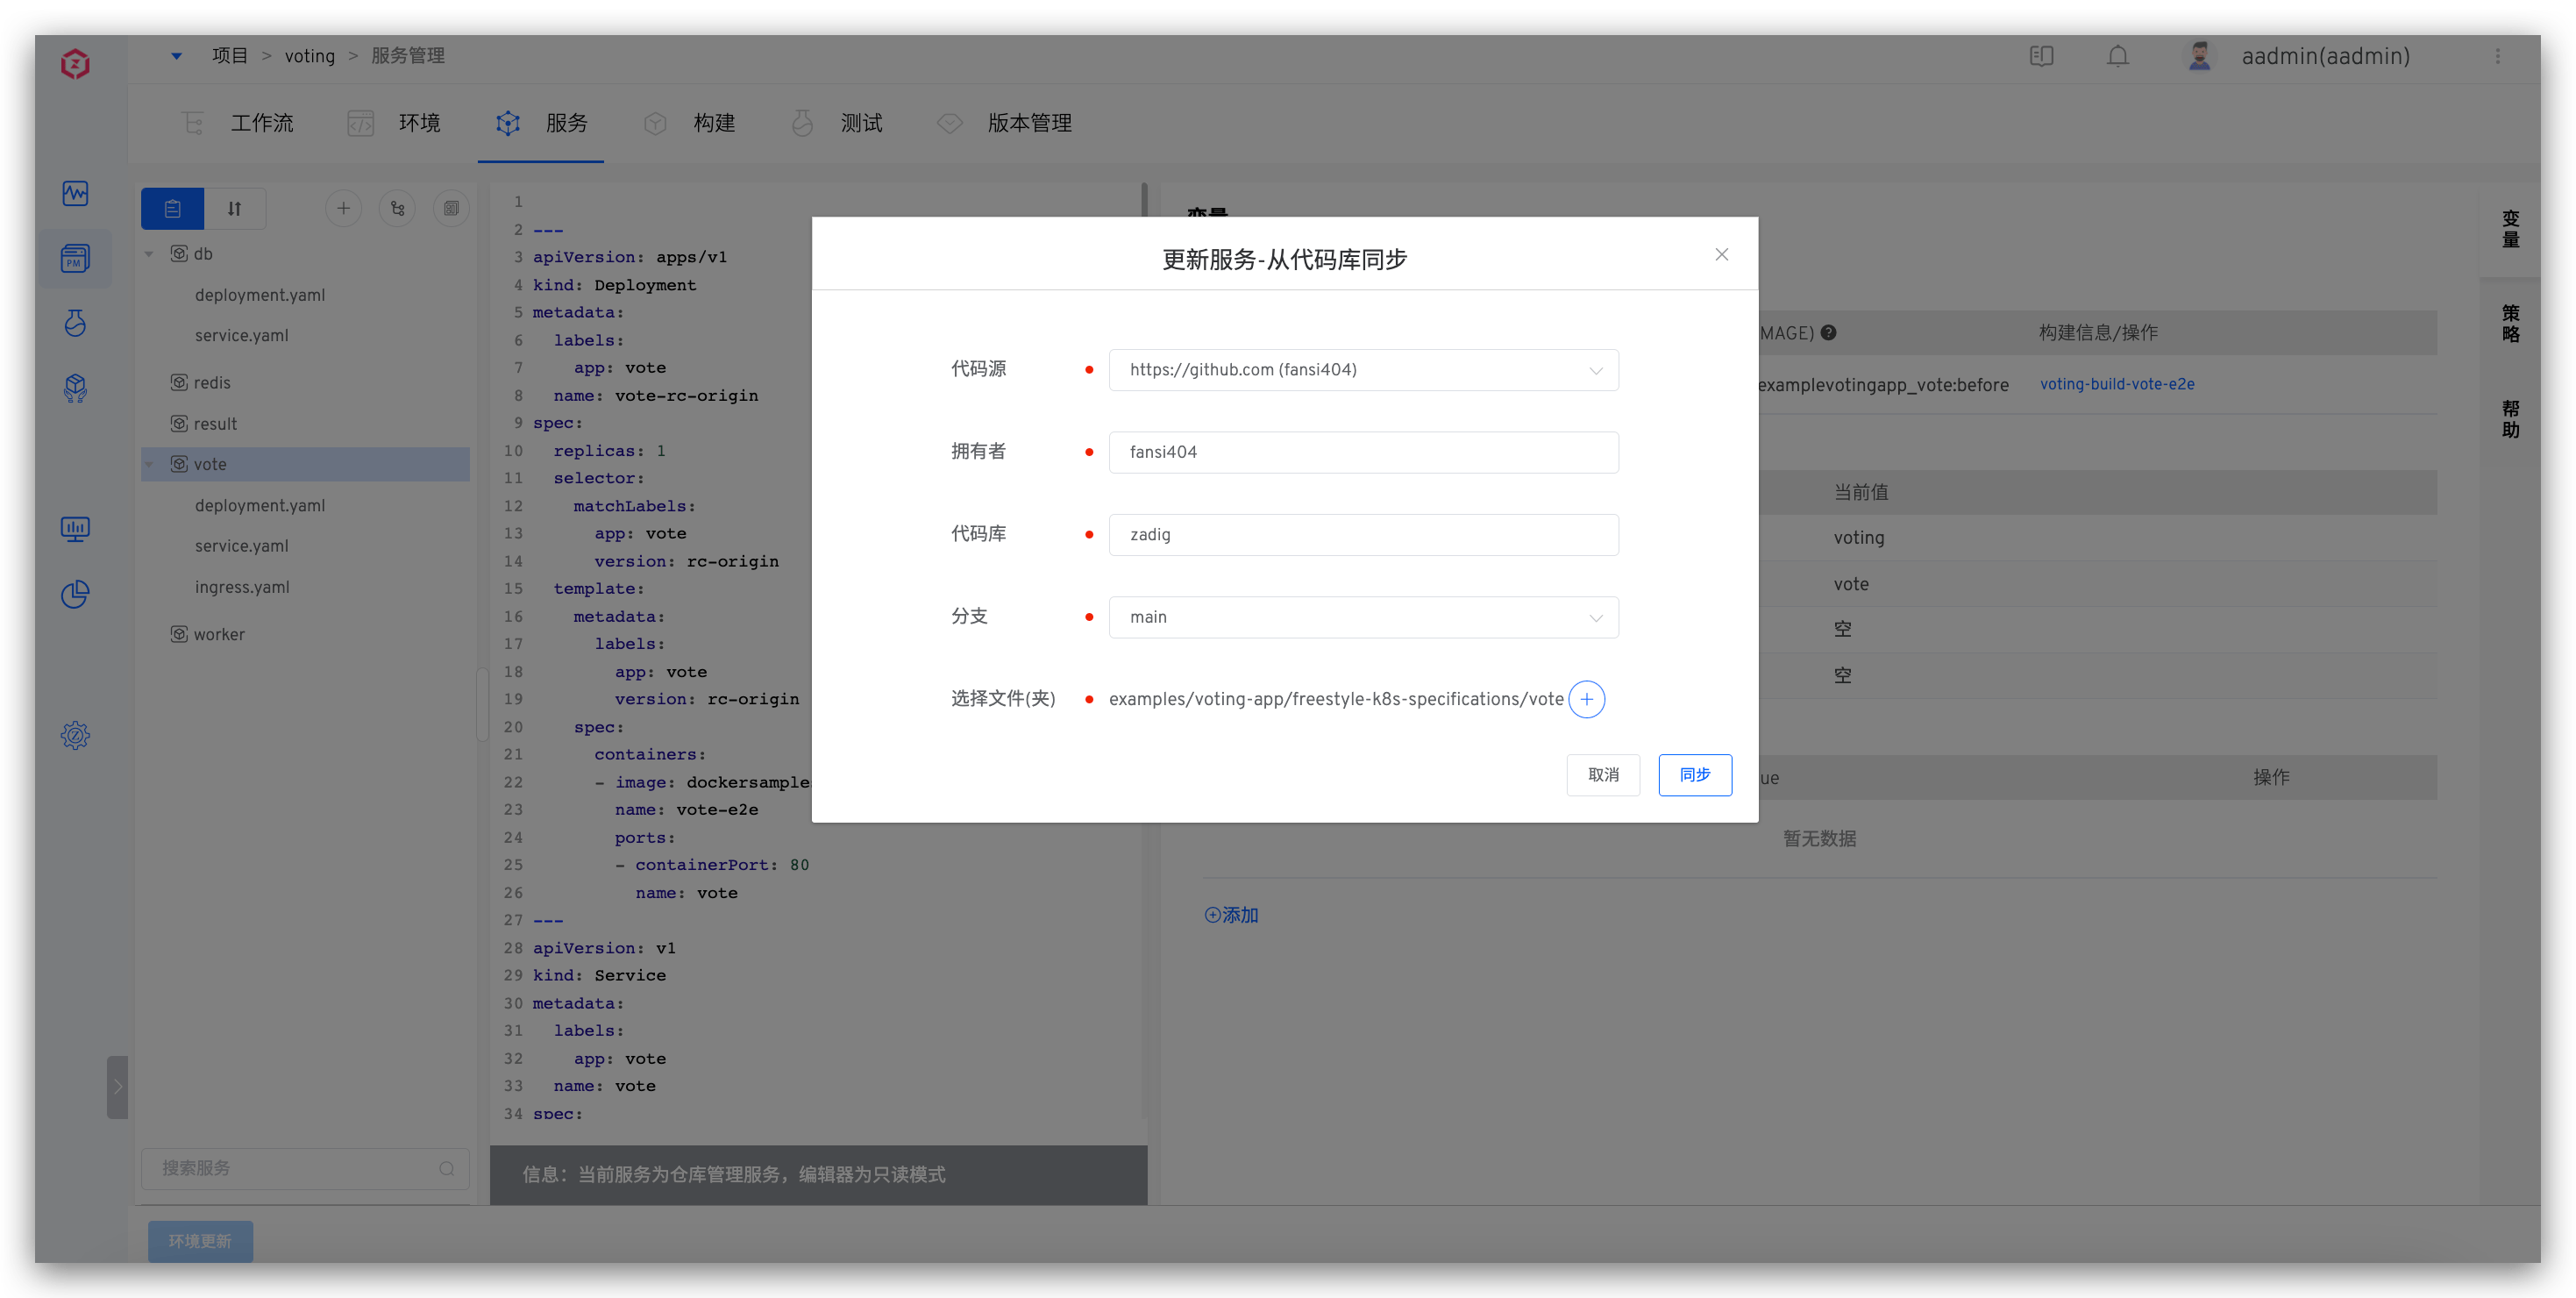 项目 > voting > 服务管理
aadmin(aadmin)
工作流 环境 服务 构建 测试 版本管理
PM
db
deployment.yaml
service.yaml
redis
result
vote
deployment.yaml
service.yaml
ingress.yaml
worker
搜索服务
环境更新
1
2 ---
3 apiVersion: apps/v1
4 kind: Deployment
5 metadata:
6 labels:
7 app: vote
8 name: vote-rc-origin
9 spec:
10 replicas: 1
11 selector:
12 matchLabels:
13 app: vote
14 version: rc-origin
15 template:
16 metadata:
17 labels:
18 app: vote
19 version: rc-origin
20 spec:
21 containers:
22 - image: dockersample
23 name: vote-e2e
24 ports:
25 - containerPort: 80
26 name: vote
27 ---
28 apiVersion: v1
29 kind: Service
30 metadata:
31 labels:
32 app: vote
33 name: vote
34 spec:
信息：当前服务为仓库管理服务，编辑器为只读模式
更新服务-从代码库同步
代码源 https://github.com (fansi404)
拥有者 fansi404
代码库 zadig
分支 main
选择文件(夹) examples/voting-app/freestyle-k8s-specifications/vote
取消 同步
变量
MAGE) 构建信息/操作
examplevotingapp_vote:before voting-build-vote-e2e
当前值
voting
vote
空
空
ue 操作
暂无数据
添加
变量
策略
帮助